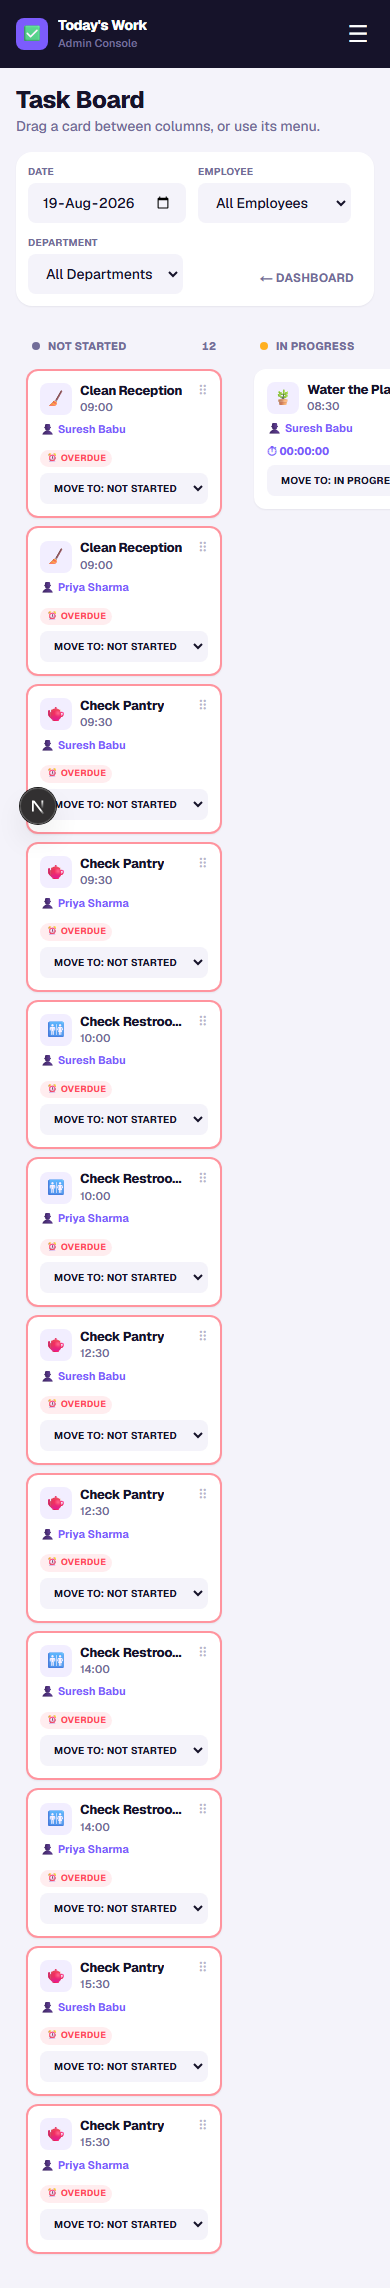 Today's Work
Admin Console
Task Board
Drag a card between columns, or use its menu.
DATE
EMPLOYEE
19-Aug-2026
All Employees
DEPARTMENT
All Departments
← DASHBOARD
NOT STARTED 12
Clean Reception
09:00
Suresh Babu
OVERDUE
MOVE TO: NOT STARTED
Clean Reception
09:00
Priya Sharma
OVERDUE
MOVE TO: NOT STARTED
Check Pantry
09:30
Suresh Babu
OVERDUE
MOVE TO: NOT STARTED
N
Check Pantry
09:30
Priya Sharma
OVERDUE
MOVE TO: NOT STARTED
Check Restroo...
10:00
Suresh Babu
OVERDUE
MOVE TO: NOT STARTED
Check Restroo...
10:00
Priya Sharma
OVERDUE
MOVE TO: NOT STARTED
Check Pantry
12:30
Suresh Babu
OVERDUE
MOVE TO: NOT STARTED
Check Pantry
12:30
Priya Sharma
OVERDUE
MOVE TO: NOT STARTED
Check Restroo...
14:00
Suresh Babu
OVERDUE
MOVE TO: NOT STARTED
Check Restroo...
14:00
Priya Sharma
OVERDUE
MOVE TO: NOT STARTED
Check Pantry
15:30
Suresh Babu
OVERDUE
MOVE TO: NOT STARTED
Check Pantry
15:30
Priya Sharma
OVERDUE
MOVE TO: NOT STARTED
IN PROGRESS
Water the Pla
08:30
Suresh Babu
00:00:00
MOVE TO: IN PROGRE